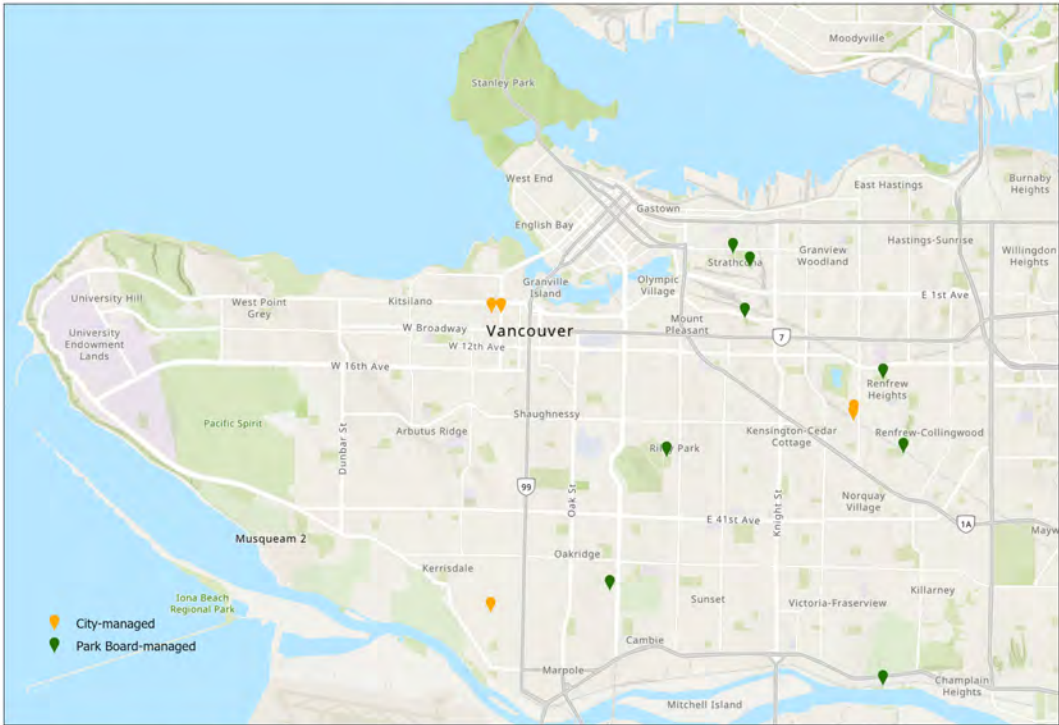 Moodyville
Stanley Park
West End
East Hastings
Burnaby
Heights
Gastown
English Bay
Hastings-Sunrise
Strathcona
Granview
Woodland
Willingdon
Heights
University Hill
West Point
Grey
Kitsilano
Granville
Island
Olympic
Village
E 1st Ave
University
Endowment
Lands
W Broadway
Vancouver
Mount
Pleasant
7
W 12th Ave
W 16th Ave
Renfrew
Heights
Pacific Spirit
Dunbar St
Arbutus Ridge
Shaughnessy
Kensington-Cedar
Cottage
Renfrew-Collingwood
Riley Park
99
Oak St
Knight St
Norquay
Village
E 41st Ave
1A
Mayw
Musqueam 2
Kerrisdale
Oakridge
Iona Beach
Regional Park
Sunset
Victoria-Fraserview
Killarney
City-managed
Park Board-managed
Cambie
Marpole
Champlain
Heights
Mitchell Island